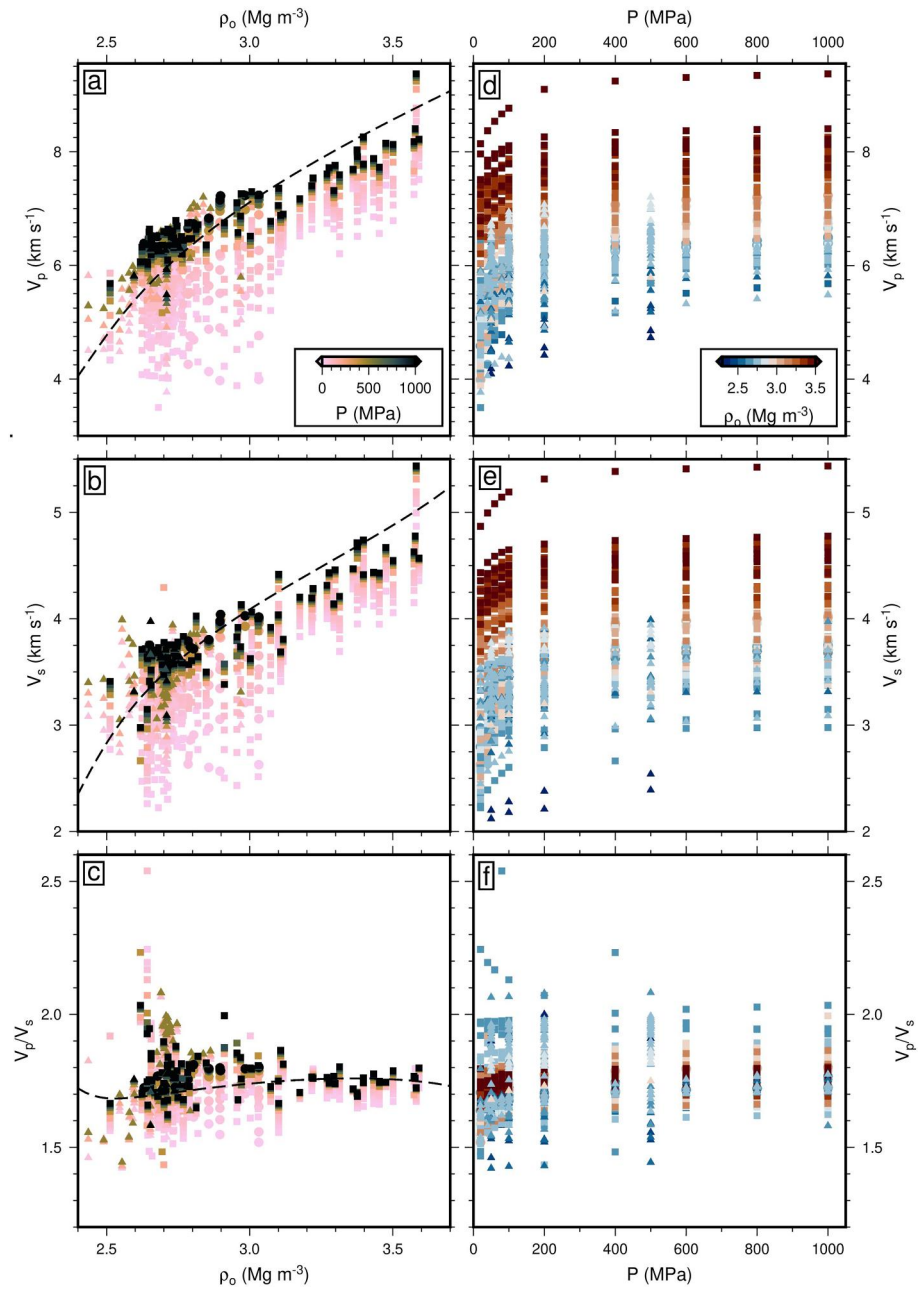 ρo (Mg m-3)
2.5 3.0 3.5
P (MPa)
0 200 400 600 800 1000
a
Vp (km s-1)
8
6
4
0 500 1000
P (MPa)
d
Vp (km s-1)
8
6
4
2.5 3.0 3.5
ρo (Mg m-3)
b
Vs (km s-1)
5
4
3
2
e
Vs (km s-1)
5
4
3
2
c
Vp/Vs
2.5
2.0
1.5
2.5 3.0 3.5
ρo (Mg m-3)
f
Vp/Vs
2.5
2.0
1.5
0 200 400 600 800 1000
P (MPa)